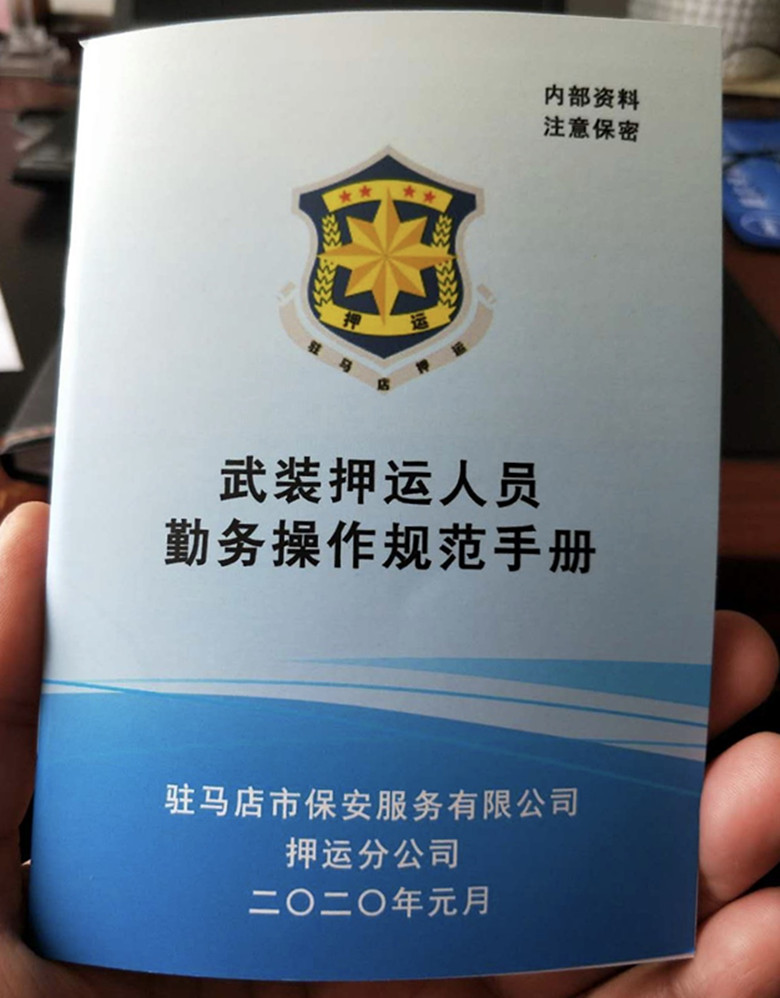 内部资料
注意保密
押运
驻马店押运
武装押运人员
勤务操作规范手册
驻马店市保安服务有限公司
押运分公司
二〇二〇年元月